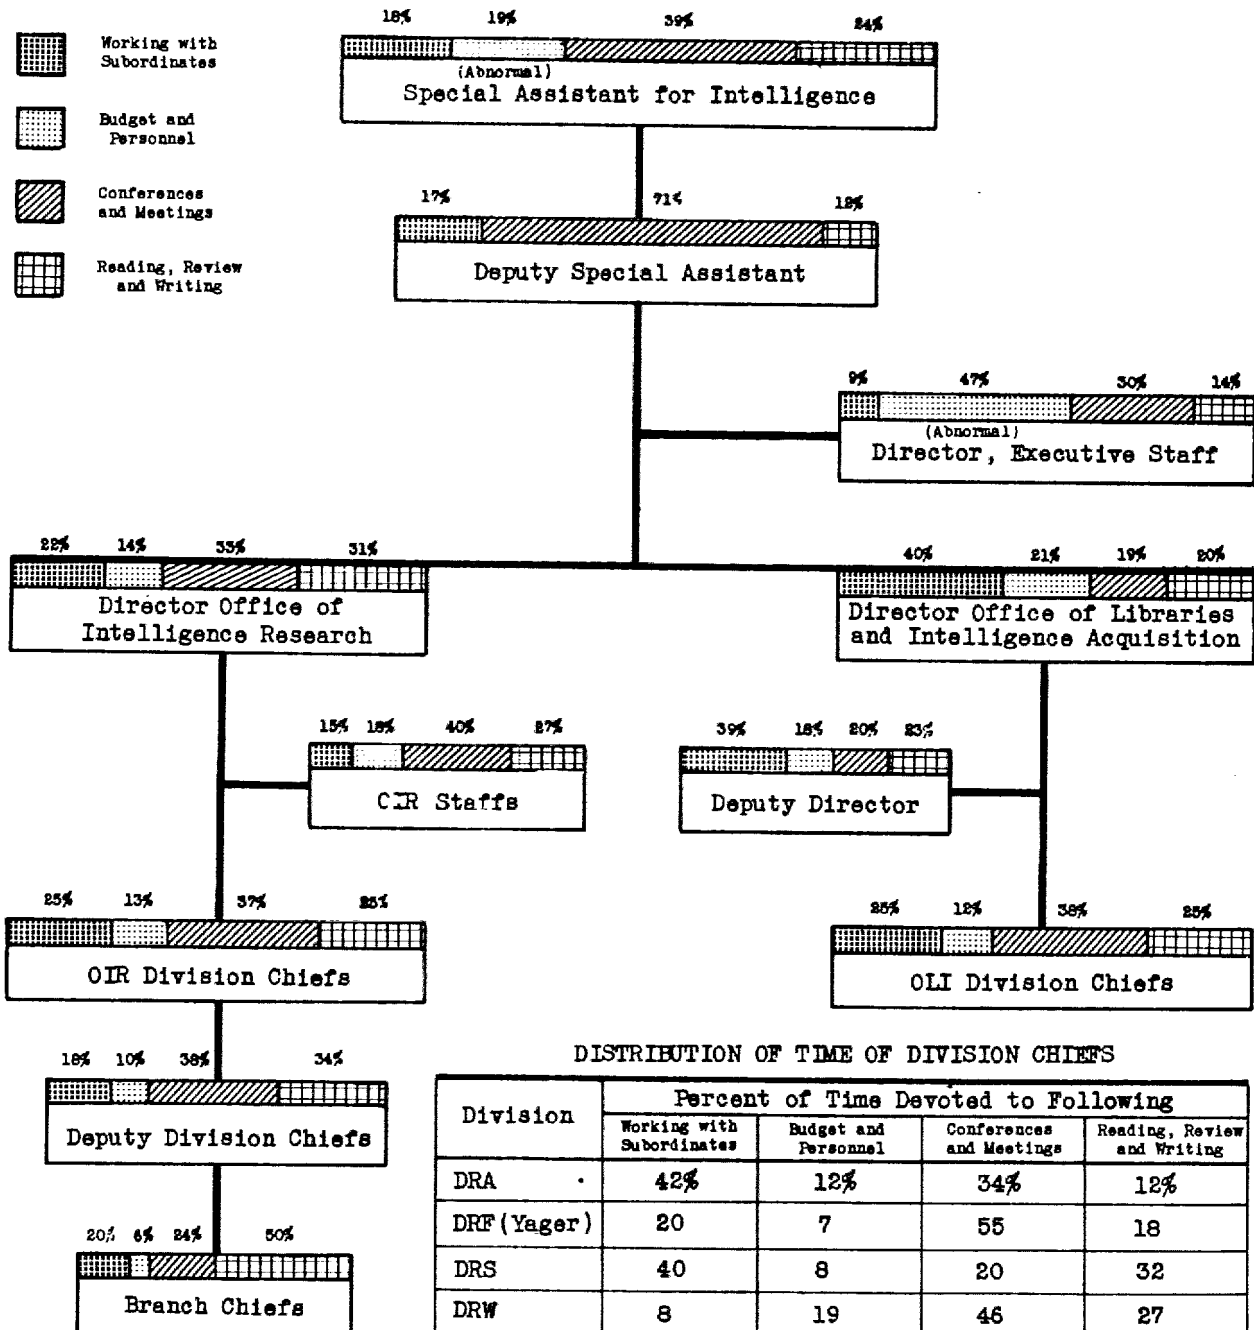 18% 19% 39% 24%
Working with
Subordinates
(Abnormal)
Special Assistant for Intelligence
Budget and
Personnel
Conferences
and Meetings
17% 71% 12%
Reading, Review
and Writing
Deputy Special Assistant
9% 47% 30% 14%
(Abnormal)
Director, Executive Staff
22% 14% 33% 31%
Director Office of
Intelligence Research
40% 21% 19% 20%
Director Office of Libraries
and Intelligence Acquisition
15% 18% 40% 27%
OIR Staffs
39% 18% 20% 23%
Deputy Director
25% 13% 37% 25%
OIR Division Chiefs
25% 12% 38% 25%
OLI Division Chiefs
18% 10% 38% 34%
Deputy Division Chiefs
20% 6% 24% 50%
Branch Chiefs
DISTRIBUTION OF TIME OF DIVISION CHIEFS
Division
Percent of Time Devoted to Following
Working with
Subordinates
Budget and
Personnel
Conferences
and Meetings
Reading, Review
and Writing
DRA 42% 12% 34% 12%
DRF (Yager) 20 7 55 18
DRS 40 8 20 32
DRW 8 19 46 27